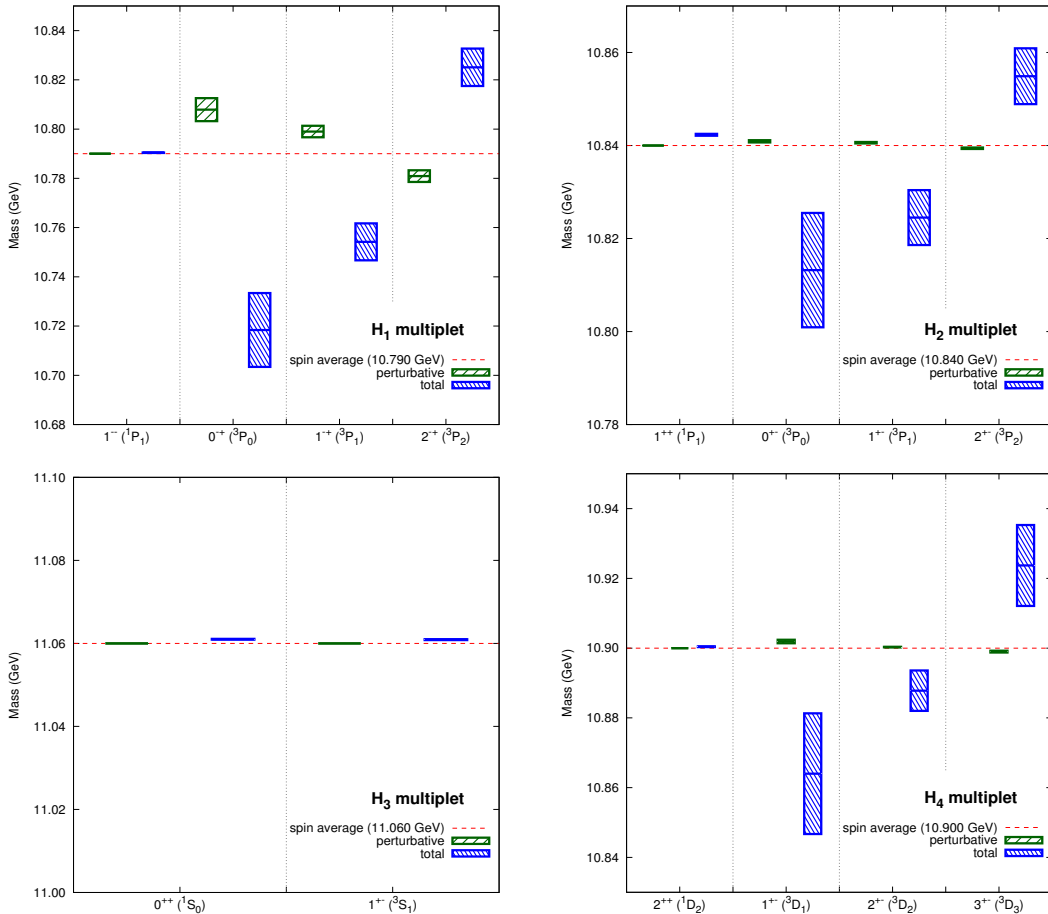 10.84
10.82
10.80
10.78
10.76
10.74
10.72
10.70
10.68
Mass (GeV)
H1 multiplet
spin average (10.790 GeV)
perturbative
total
1-- (1P1)
0-+ (3P0)
1-+ (3P1)
2-+ (3P2)
10.86
10.84
10.82
10.80
10.78
Mass (GeV)
H2 multiplet
spin average (10.840 GeV)
perturbative
total
1++ (1P1)
0+- (3P0)
1+- (3P1)
2+- (3P2)
11.10
11.08
11.06
11.04
11.02
11.00
Mass (GeV)
H3 multiplet
spin average (11.060 GeV)
perturbative
total
0++ (1S0)
1+- (3S1)
10.94
10.92
10.90
10.88
10.86
10.84
Mass (GeV)
H4 multiplet
spin average (10.900 GeV)
perturbative
total
2++ (1D2)
1+- (3D1)
2+- (3D2)
3+- (3D3)